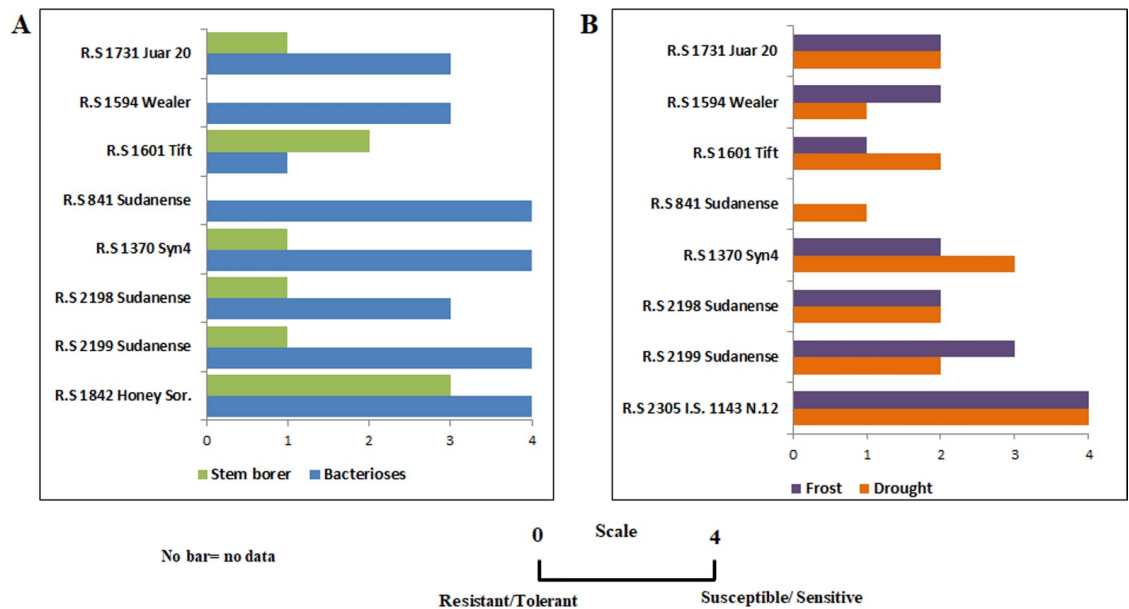 A
R.S 1731 Juar 20
R.S 1594 Wealer
R.S 1601 Tift
R.S 841 Sudanense
R.S 1370 Syn4
R.S 2198 Sudanense
R.S 2199 Sudanense
R.S 1842 Honey Sor.
0 1 2 3 4
Stem borer Bacterioses
B
R.S 1731 Juar 20
R.S 1594 Wealer
R.S 1601 Tift
R.S 841 Sudanense
R.S 1370 Syn4
R.S 2198 Sudanense
R.S 2199 Sudanense
R.S 2305 I.S. 1143 N.12
0 1 2 3 4
Frost Drought
No bar= no data
0 Scale 4
Resistant/Tolerant Susceptible/ Sensitive